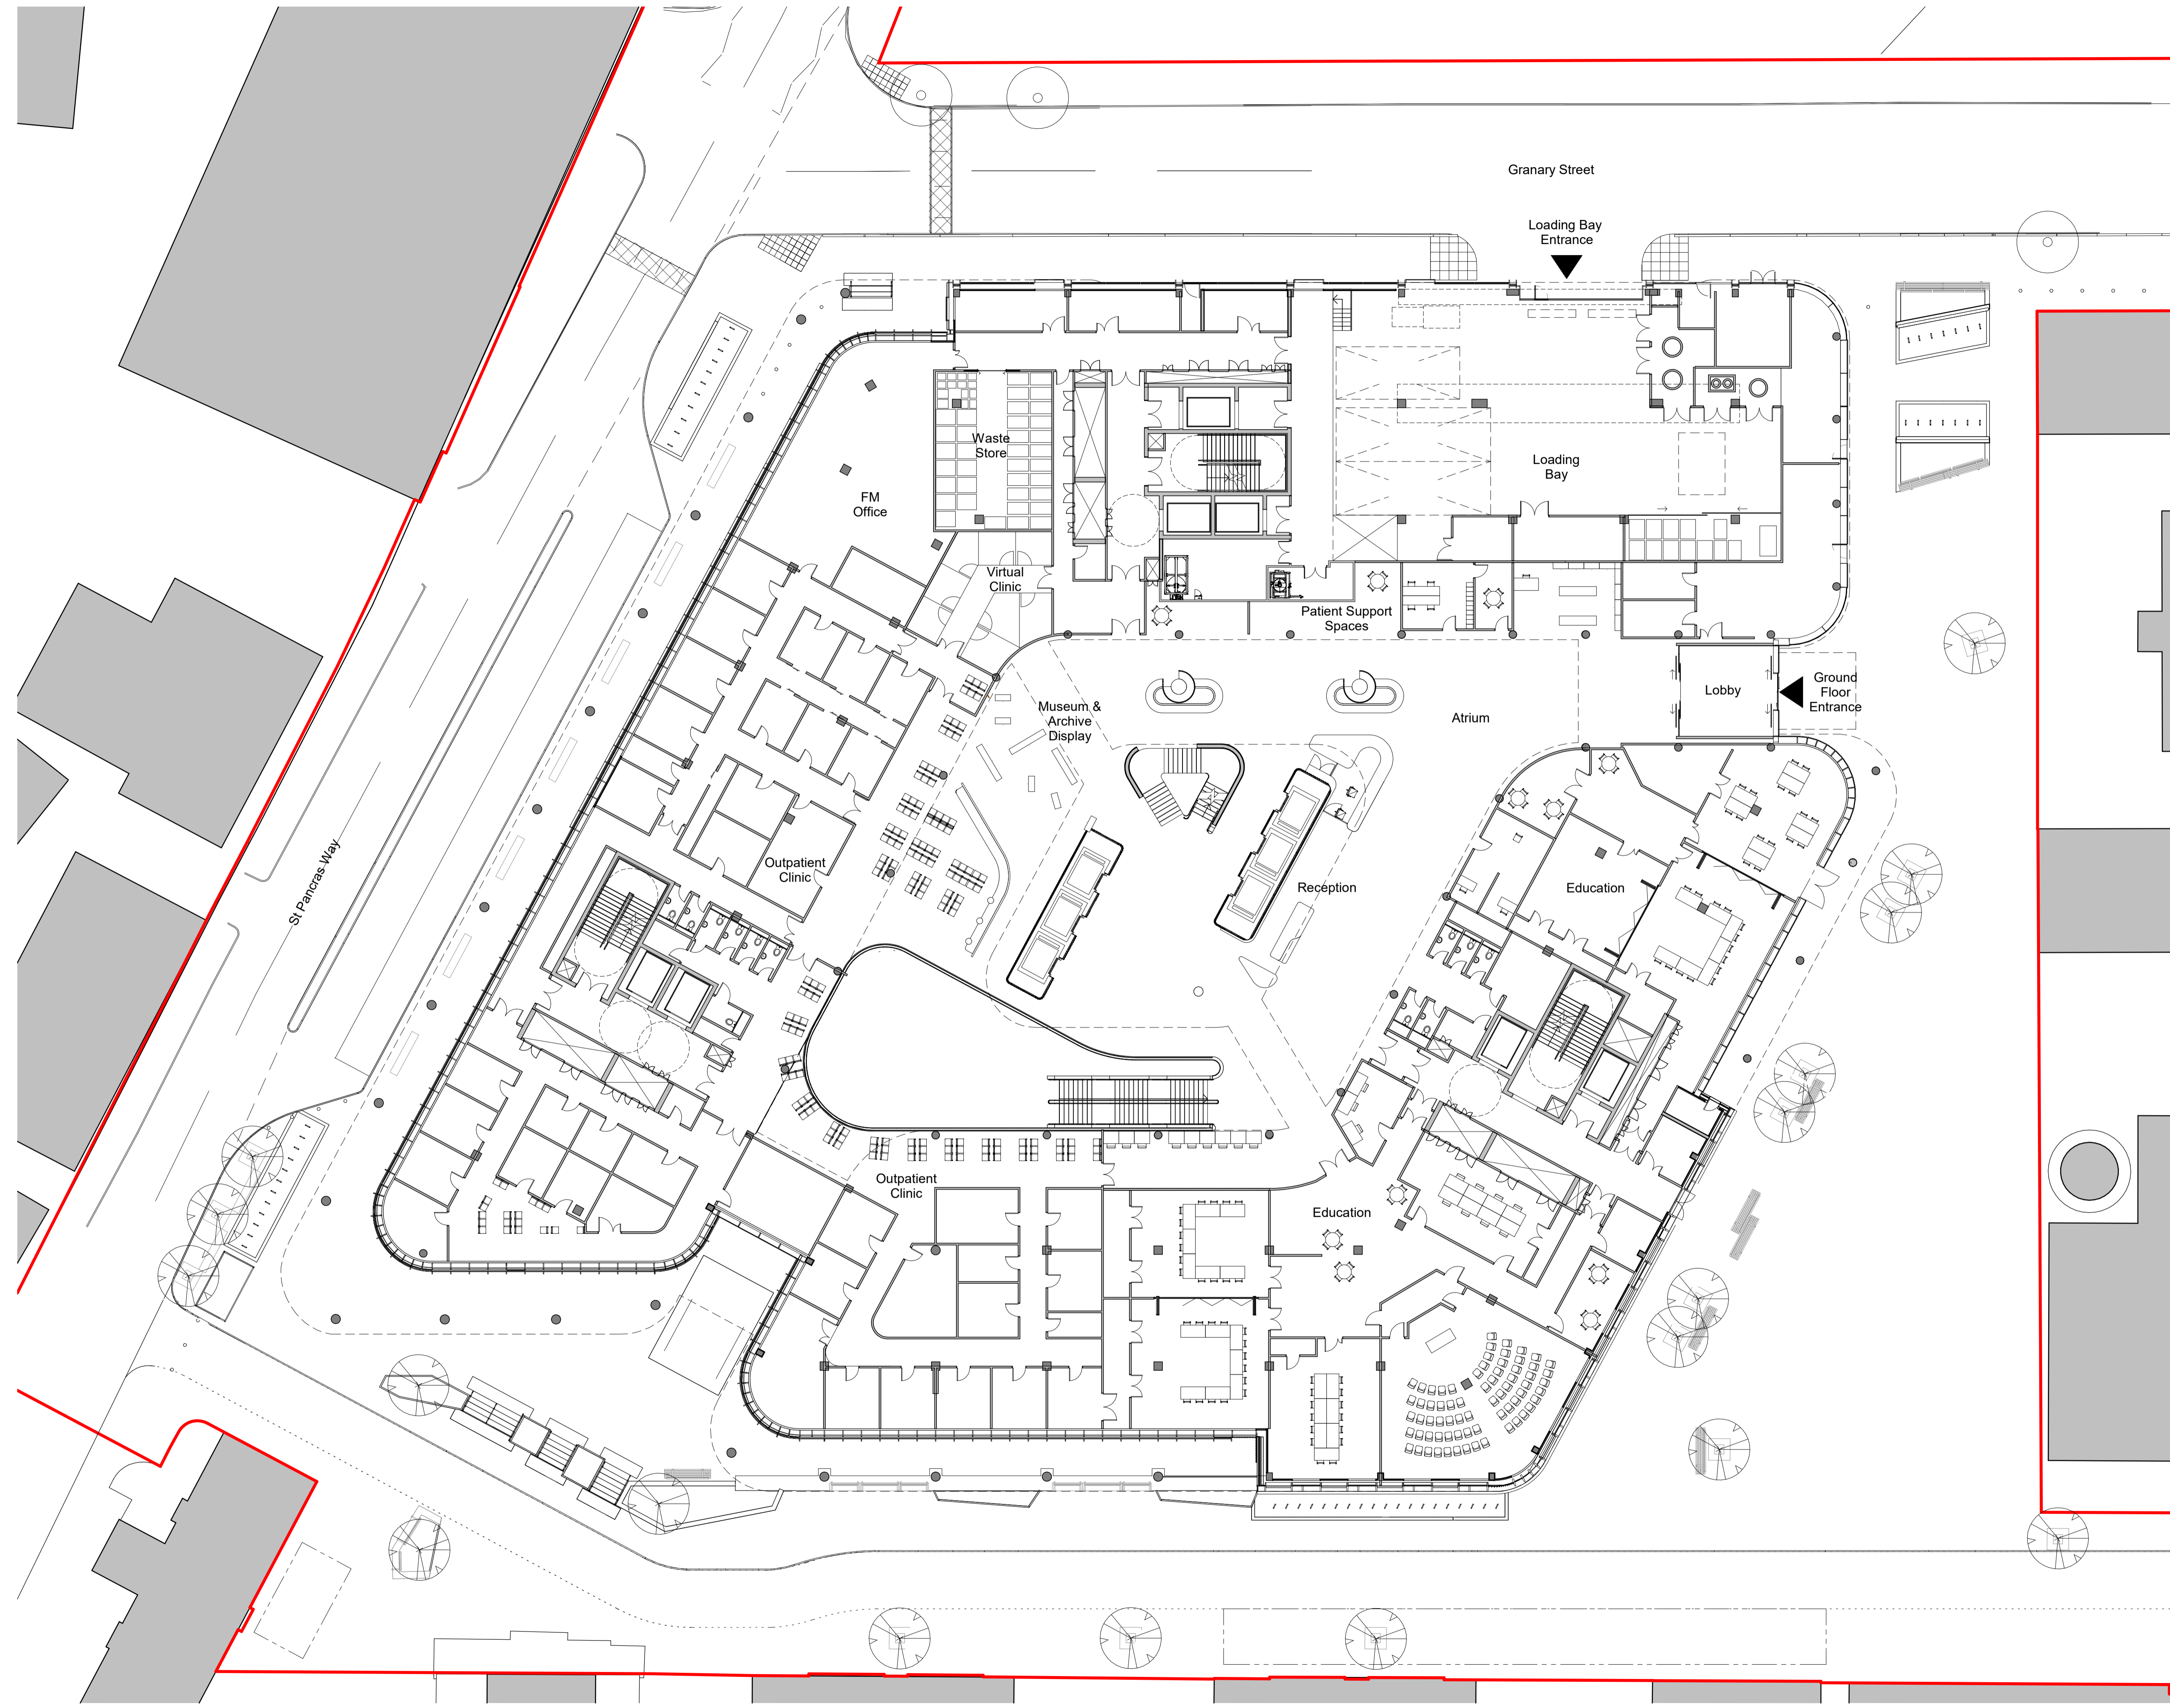 Granary Street
Loading Bay
Entrance
Waste
Store
Loading
Bay
FM
Office
Virtual
Clinic
Patient Support
Spaces
Lobby
Ground
Floor
Entrance
Museum &
Archive
Display
Atrium
St Pancras Way
Outpatient
Clinic
Reception
Education
Outpatient
Clinic
Education